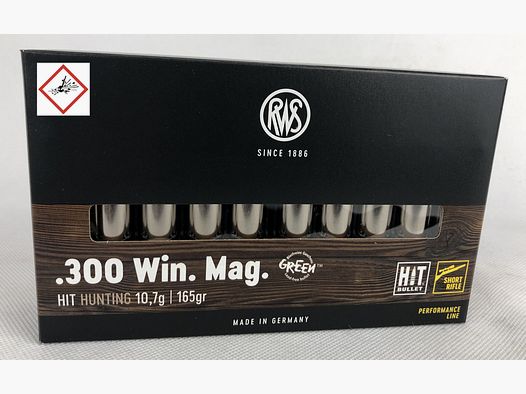 RWS
SINCE 1886
.300 Win. Mag.
GREEN™
HIT HUNTING 10,7g | 165gr
HIT
BULLET
SHORT
RIFLE
PERFORMANCE
LINE
MADE IN GERMANY